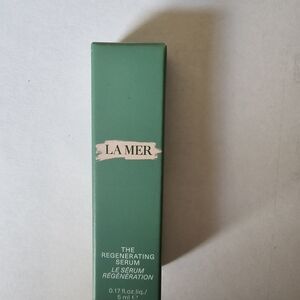 LA MER
THE
REGENERATING
SERUM
LE SÉRUM
RÉGÉNÉRATION
0.17 fl.oz.liq./
5 ml ℮